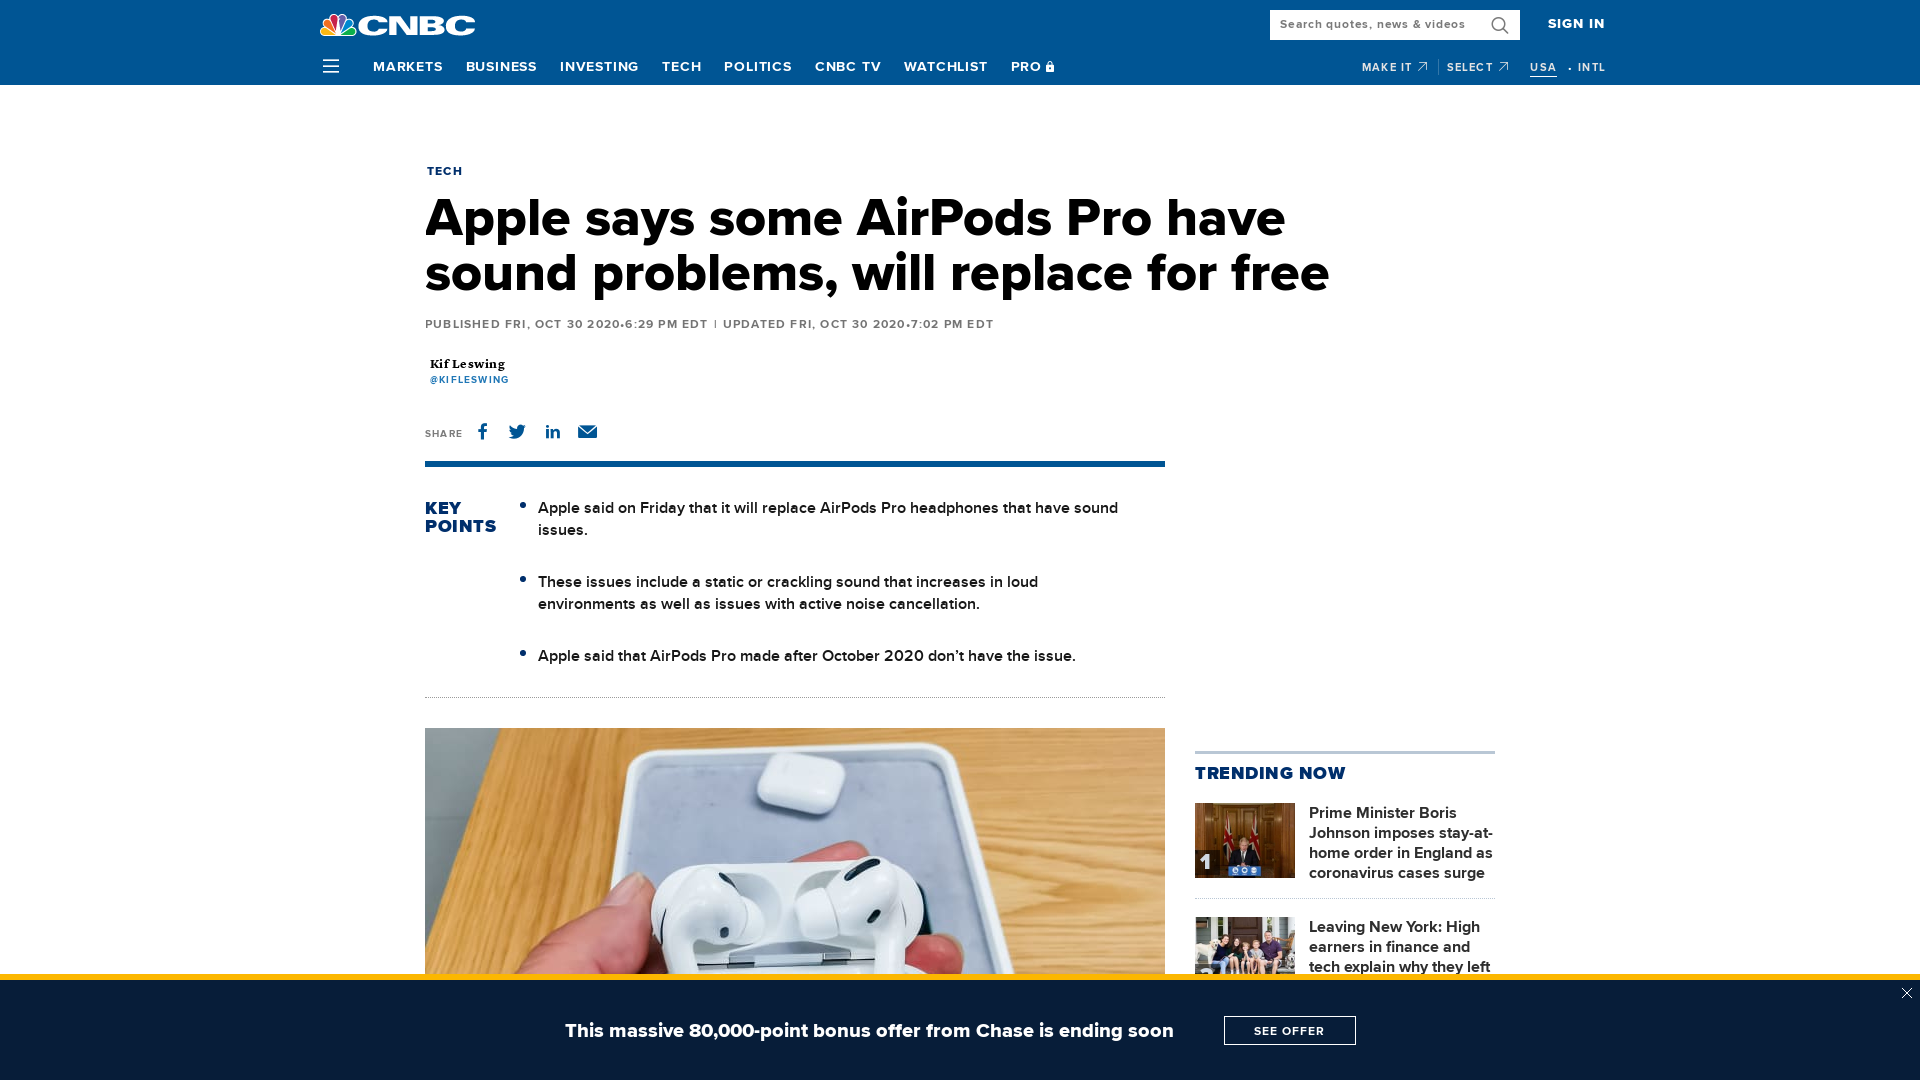 CNBC
Search quotes, news & videos
SIGN IN
MARKETS BUSINESS INVESTING TECH POLITICS CNBC TV WATCHLIST PRO
MAKE IT SELECT USA • INTL
TECH
Apple says some AirPods Pro have
sound problems, will replace for free
PUBLISHED FRI, OCT 30 2020•6:29 PM EDT | UPDATED FRI, OCT 30 2020•7:02 PM EDT
Kif Leswing
@KIFLESWING
SHARE
KEY
POINTS
• Apple said on Friday that it will replace AirPods Pro headphones that have sound
issues.
• These issues include a static or crackling sound that increases in loud
environments as well as issues with active noise cancellation.
• Apple said that AirPods Pro made after October 2020 don’t have the issue.
TRENDING NOW
1
Prime Minister Boris
Johnson imposes stay-at-
home order in England as
coronavirus cases surge
Leaving New York: High
earners in finance and
tech explain why they left
This massive 80,000-point bonus offer from Chase is ending soon
SEE OFFER